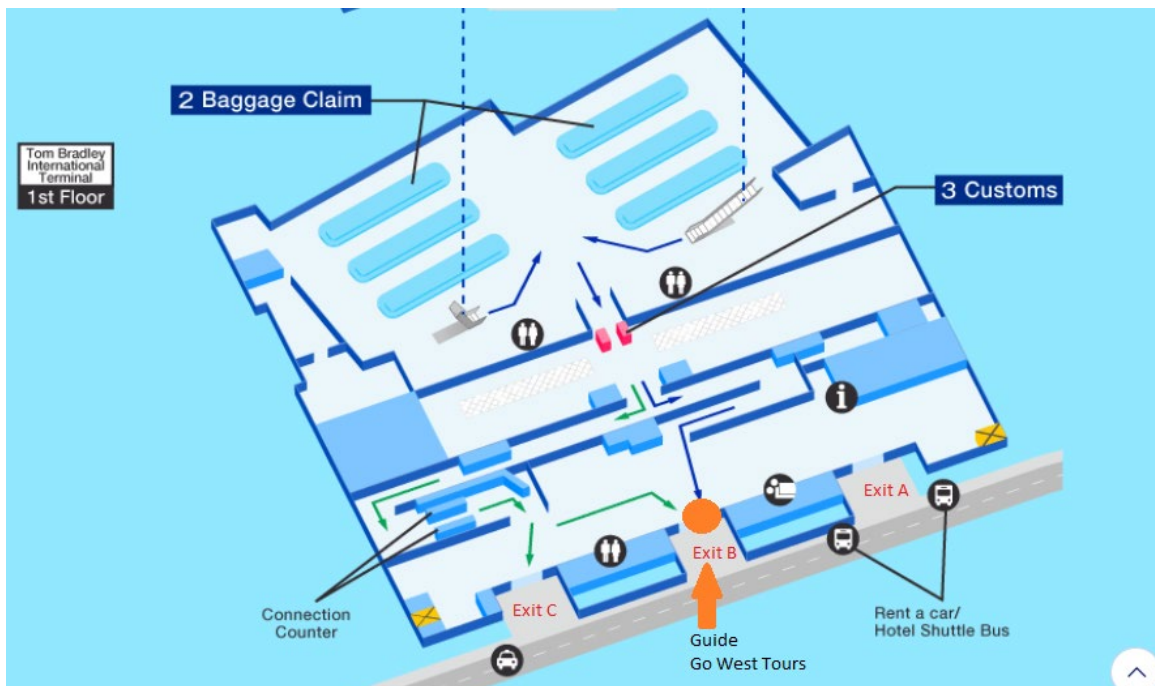 2 Baggage Claim
Tom Bradley
International
Terminal
1st Floor
3 Customs
i
Exit A
Exit B
Exit C
Connection
Counter
Rent a car/
Hotel Shuttle Bus
Guide
Go West Tours